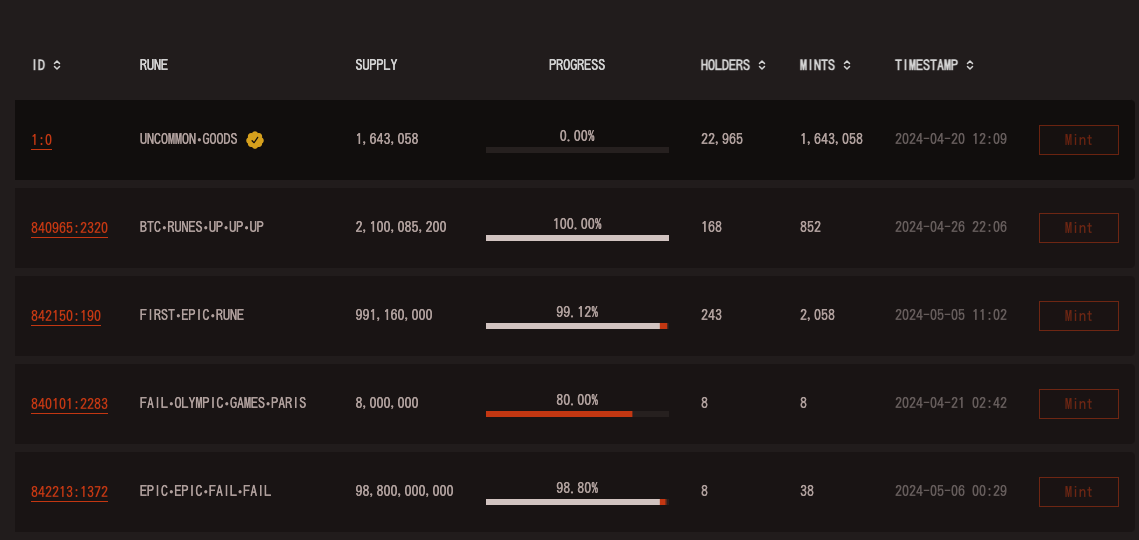 ID RUNE SUPPLY PROGRESS HOLDERS MINTS TIMESTAMP
1:0 UNCOMMON•GOODS 1,643,058 0.00% 22,965 1,643,058 2024-04-20 12:09 Mint
840965:2320 BTC•RUNES•UP•UP•UP 2,100,085,200 100.00% 168 852 2024-04-26 22:06 Mint
842150:190 FIRST•EPIC•RUNE 991,160,000 99.12% 243 2,058 2024-05-05 11:02 Mint
840101:2283 FAIL•OLYMPIC•GAMES•PARIS 8,000,000 80.00% 8 8 2024-04-21 02:42 Mint
842213:1372 EPIC•EPIC•FAIL•FAIL 98,800,000,000 98.80% 8 38 2024-05-06 00:29 Mint